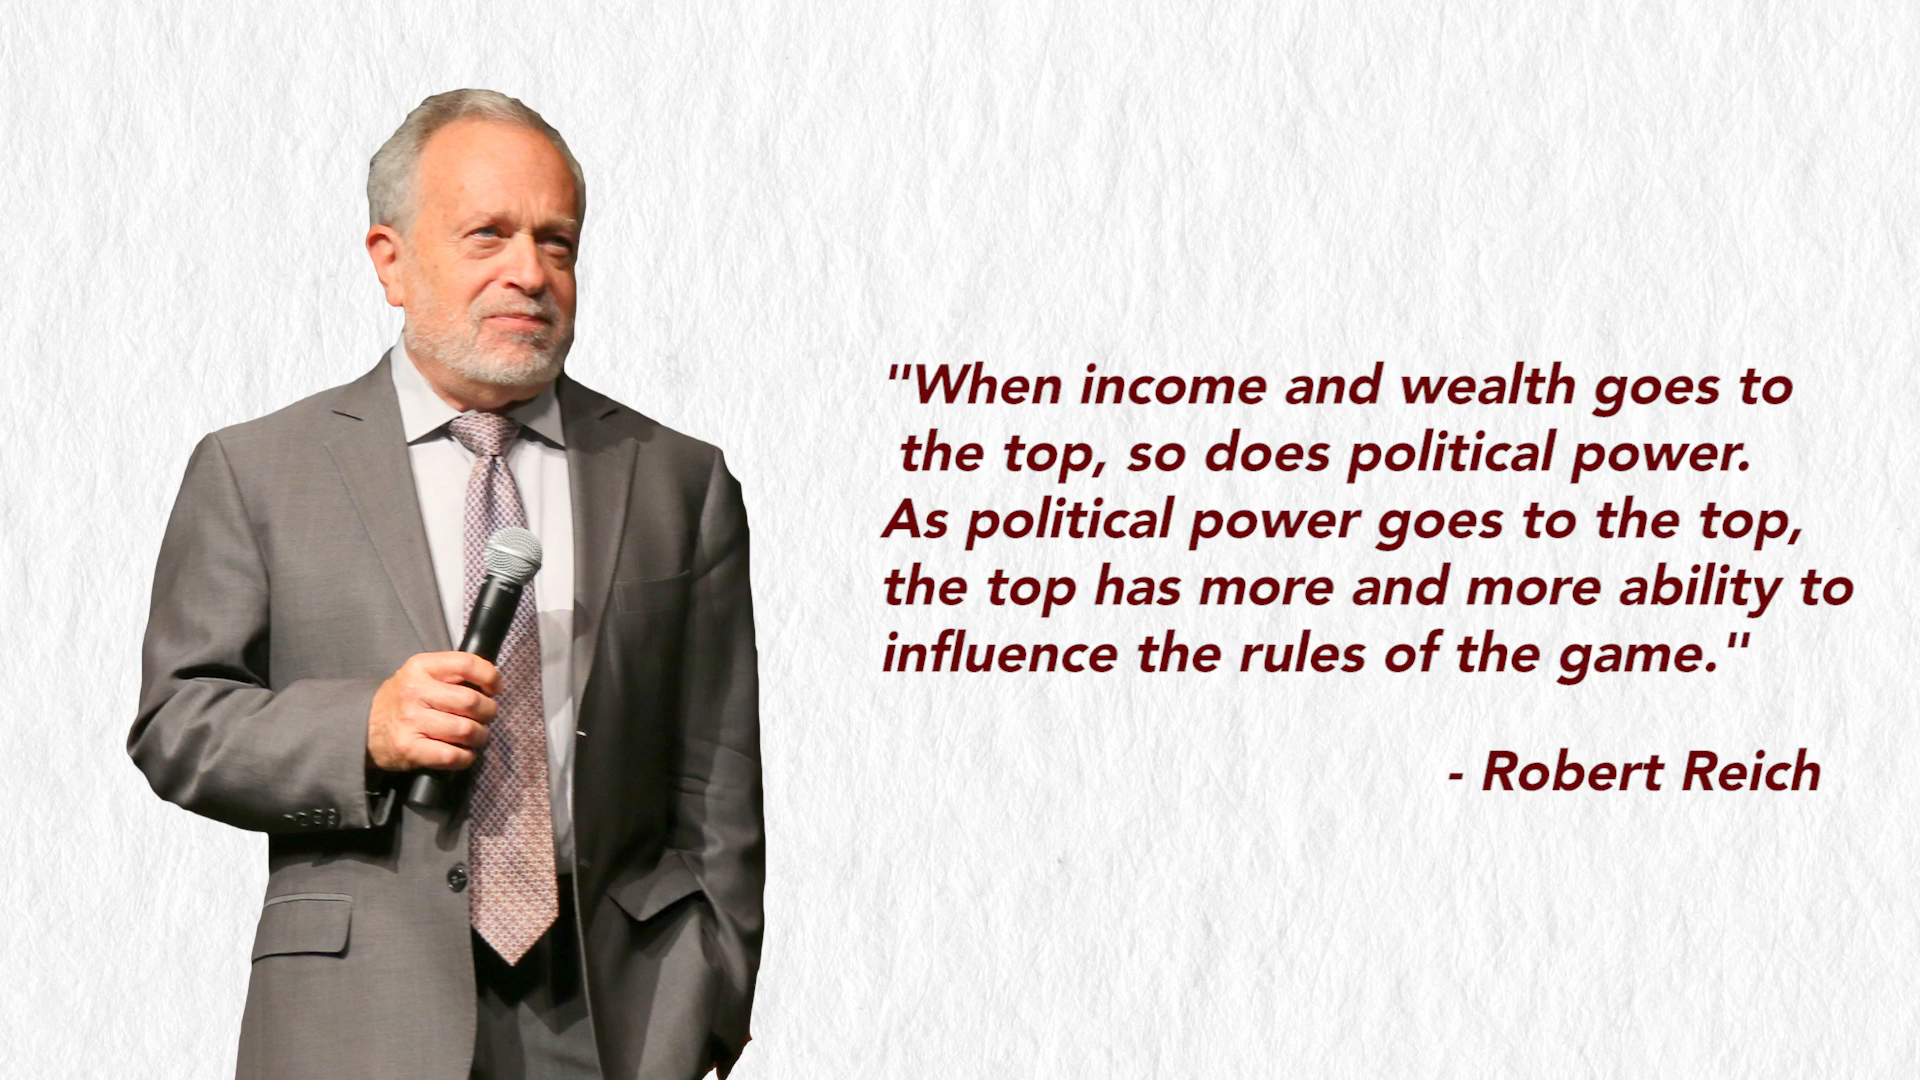 "When income and wealth goes to
the top, so does political power.
As political power goes to the top,
the top has more and more ability to
influence the rules of the game."
- Robert Reich